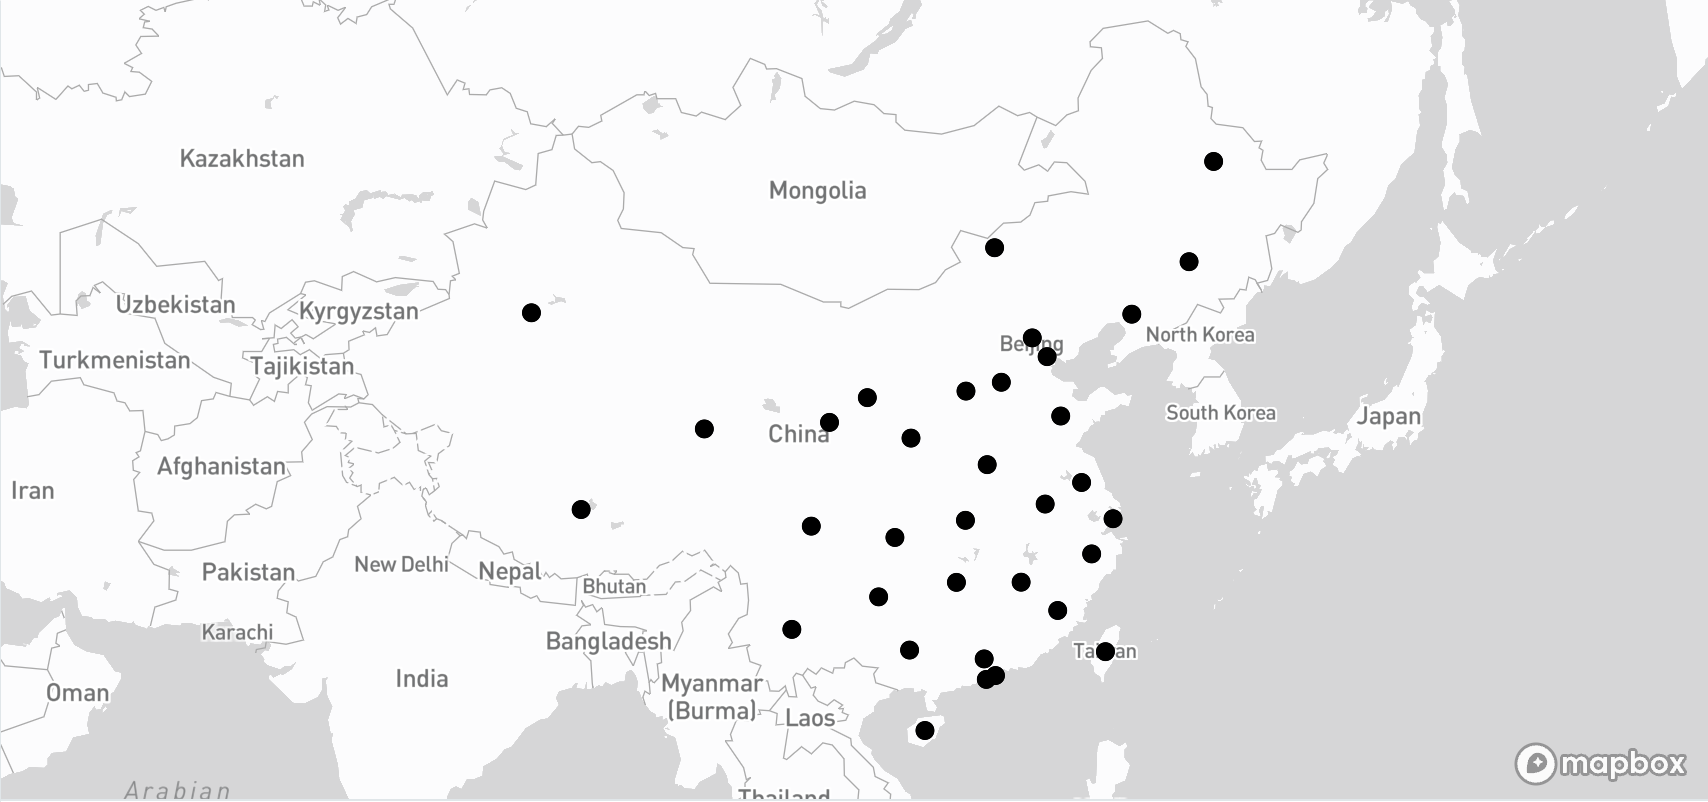 Kazakhstan
Mongolia
Uzbekistan
Kyrgyzstan
Turkmenistan
Tajikistan
Beijing
North Korea
South Korea
Japan
China
Afghanistan
Iran
New Delhi
Nepal
Pakistan
Bhutan
Karachi
Bangladesh
Taiwan
India
Myanmar
(Burma)
Oman
Laos
Arabian
Thailand
mapbox